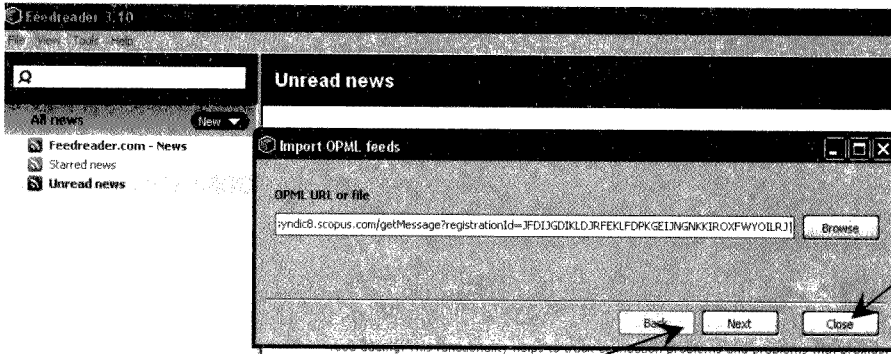 Feedreader 3.10
File View Tools Help
Unread news
All news New
Feedreader.com - News
Starred news
Unread news
Import OPML feeds
OPML URL or file
:yndic8.scopus.com/getMessage?registrationId=JFDIJGDIKLDJRFEKLFDPKGEIJNGNKKIROXFWYOILRJ] Browse
Back Next Close